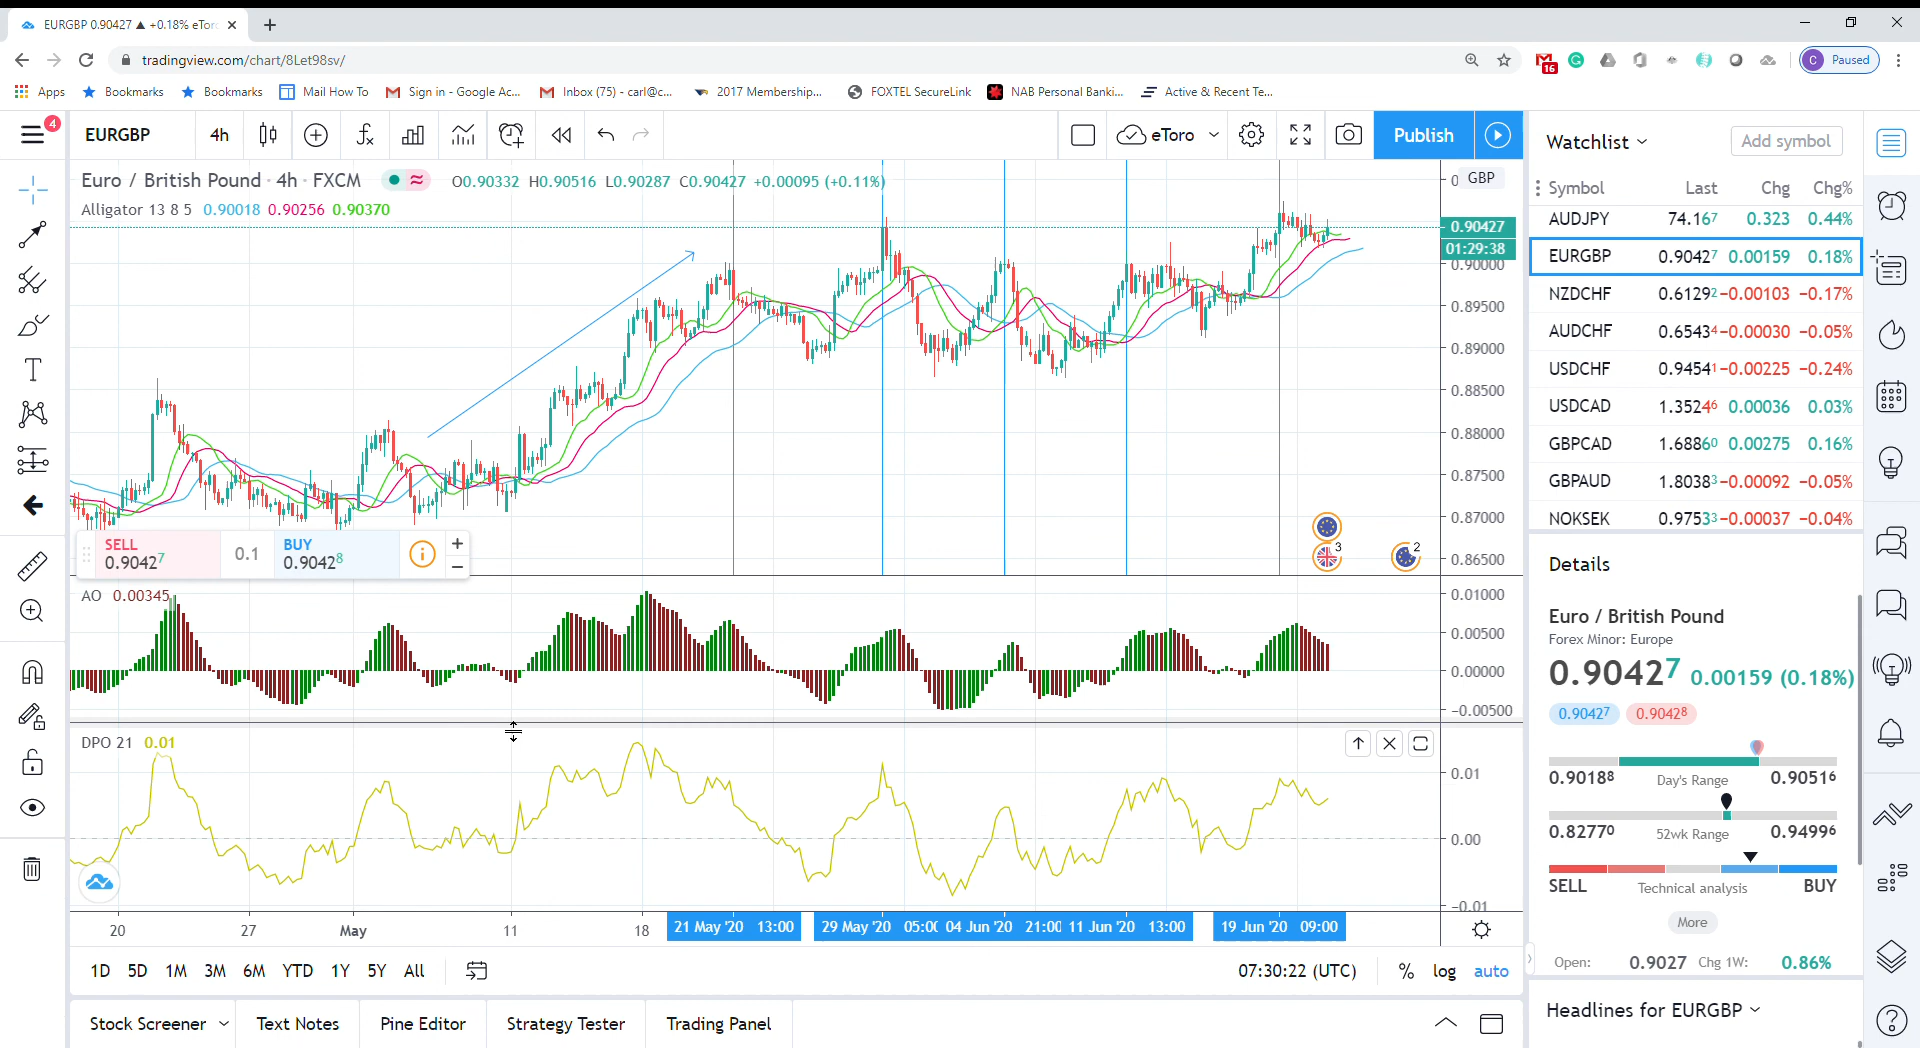 EURGBP 0.90427 ▲ +0.18% eTor
tradingview.com/chart/8Let98sv/
16
C Paused
Apps Bookmarks Bookmarks Mail How To Sign in - Google Ac... Inbox (75) - carl@c... 2017 Membership... FOXTEL SecureLink NAB Personal Banki... Active & Recent Te...
4
EURGBP 4h eToro Publish
Euro / British Pound · 4h · FXCM O0.90332 H0.90516 L0.90287 C0.90427 +0.00095 (+0.11%)
Alligator 13 8 5 0.90018 0.90256 0.90370
GBP
0.90427
01:29:38
0.90000
0.89500
0.89000
0.88500
0.88000
0.87500
0.87000
0.86500
SELL
0.90427
0.1
BUY
0.90428
3
2
AO 0.00345
0.01000
0.00500
0.00000
-0.00500
DPO 21 0.01
0.01
0.00
-0.01
20 27 May 11 18 21 May '20 13:00 29 May '20 05:00 04 Jun '20 21:00 11 Jun '20 13:00 19 Jun '20 09:00
1D 5D 1M 3M 6M YTD 1Y 5Y All 07:30:22 (UTC) % log auto
Stock Screener Text Notes Pine Editor Strategy Tester Trading Panel
Watchlist Add symbol
Symbol Last Chg Chg%
AUDJPY 74.167 0.323 0.44%
EURGBP 0.90427 0.00159 0.18%
NZDCHF 0.61292 -0.00103 -0.17%
AUDCHF 0.65434 -0.00030 -0.05%
USDCHF 0.94541 -0.00225 -0.24%
USDCAD 1.35246 0.00036 0.03%
GBPCAD 1.68860 0.00275 0.16%
GBPAUD 1.80383 -0.00092 -0.05%
NOKSEK 0.97533 -0.00037 -0.04%
Details
Euro / British Pound
Forex Minor: Europe
0.90427 0.00159 (0.18%)
0.90427 0.90428
0.90188 Day's Range 0.90516
0.82770 52wk Range 0.94996
SELL Technical analysis BUY
More
Open: 0.9027 Chg 1W: 0.86%
Headlines for EURGBP